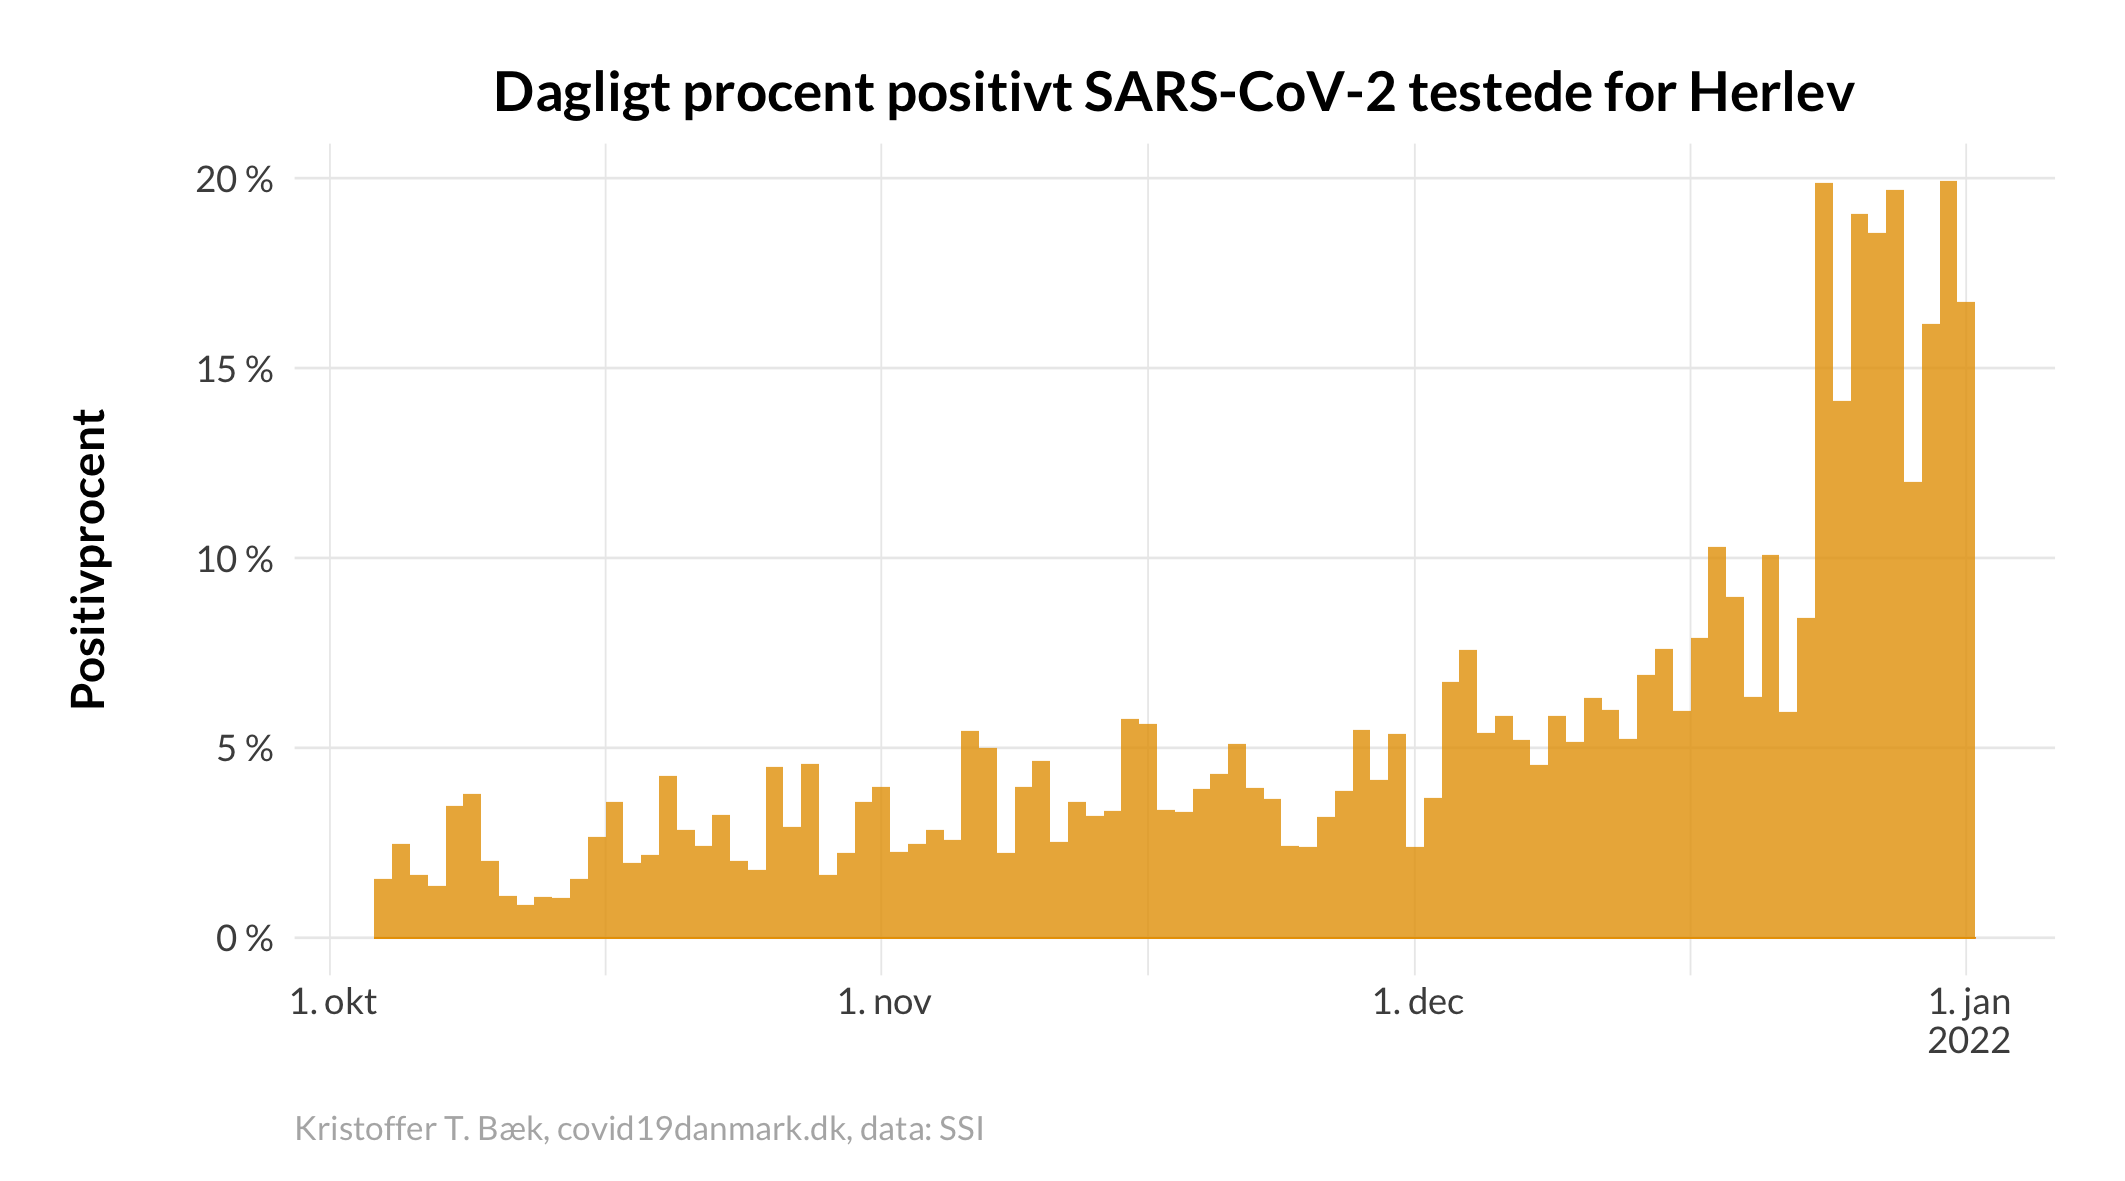 Dagligt procent positivt SARS-CoV-2 testede for Herlev
Positivprocent
20 %
15 %
10 %
5 %
0 %
1. okt
1. nov
1. dec
1. jan
2022
Kristoffer T. Bæk, covid19danmark.dk, data: SSI